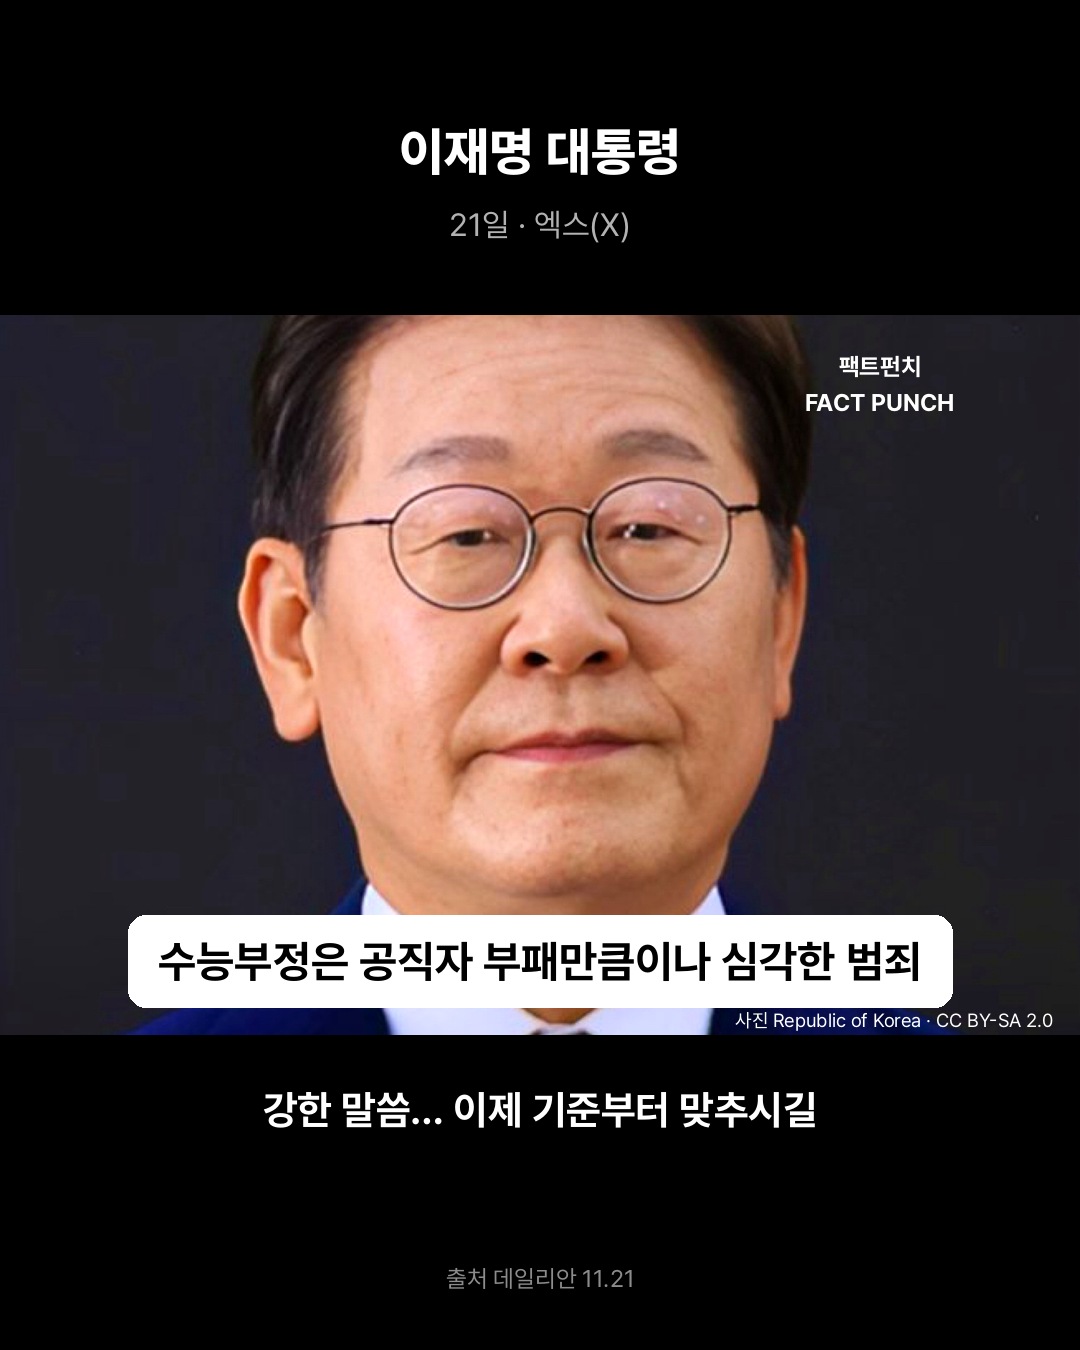 이재명 대통령
21일 · 엑스(X)
팩트펀치
FACT PUNCH
수능부정은 공직자 부패만큼이나 심각한 범죄
사진 Republic of Korea · CC BY-SA 2.0
강한 말씀... 이제 기준부터 맞추시길
출처 데일리안 11.21